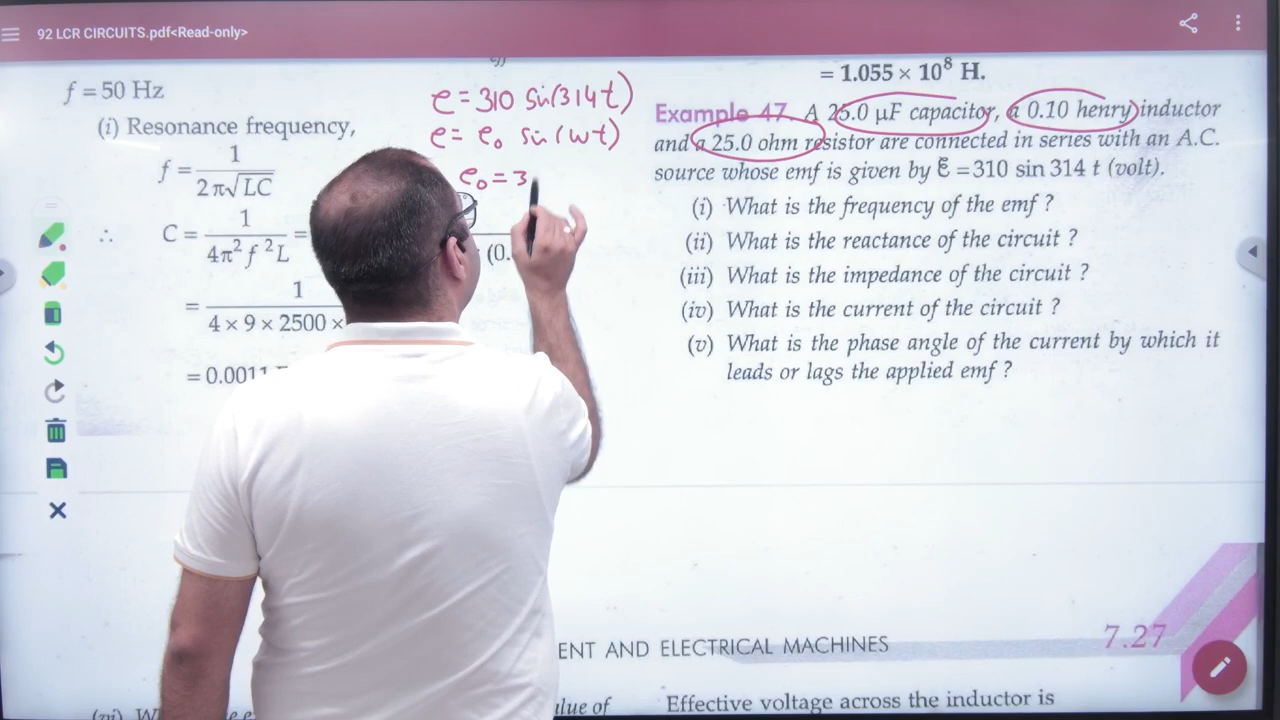 92 LCR CIRCUITS.pdf<Read-only>
f = 50 Hz
(i) Resonance frequency,
f = 1 / 2π√LC
∴ C = 1 / 4π² f ² L =
(0.
= 1 / 4 × 9 × 2500 ×
= 0.0011
e = 310 sin(314t)
e = e₀ sin(wt)
e₀ = 3
= 1.055 × 10⁸ H.
Example 47. A 25.0 μF capacitor, a 0.10 henry inductor
and a 25.0 ohm resistor are connected in series with an A.C.
source whose emf is given by ℰ = 310 sin 314 t (volt).
(i) What is the frequency of the emf ?
(ii) What is the reactance of the circuit ?
(iii) What is the impedance of the circuit ?
(iv) What is the current of the circuit ?
(v) What is the phase angle of the current by which it
leads or lags the applied emf ?
ENT AND ELECTRICAL MACHINES
7.27
of
Effective voltage across the inductor is